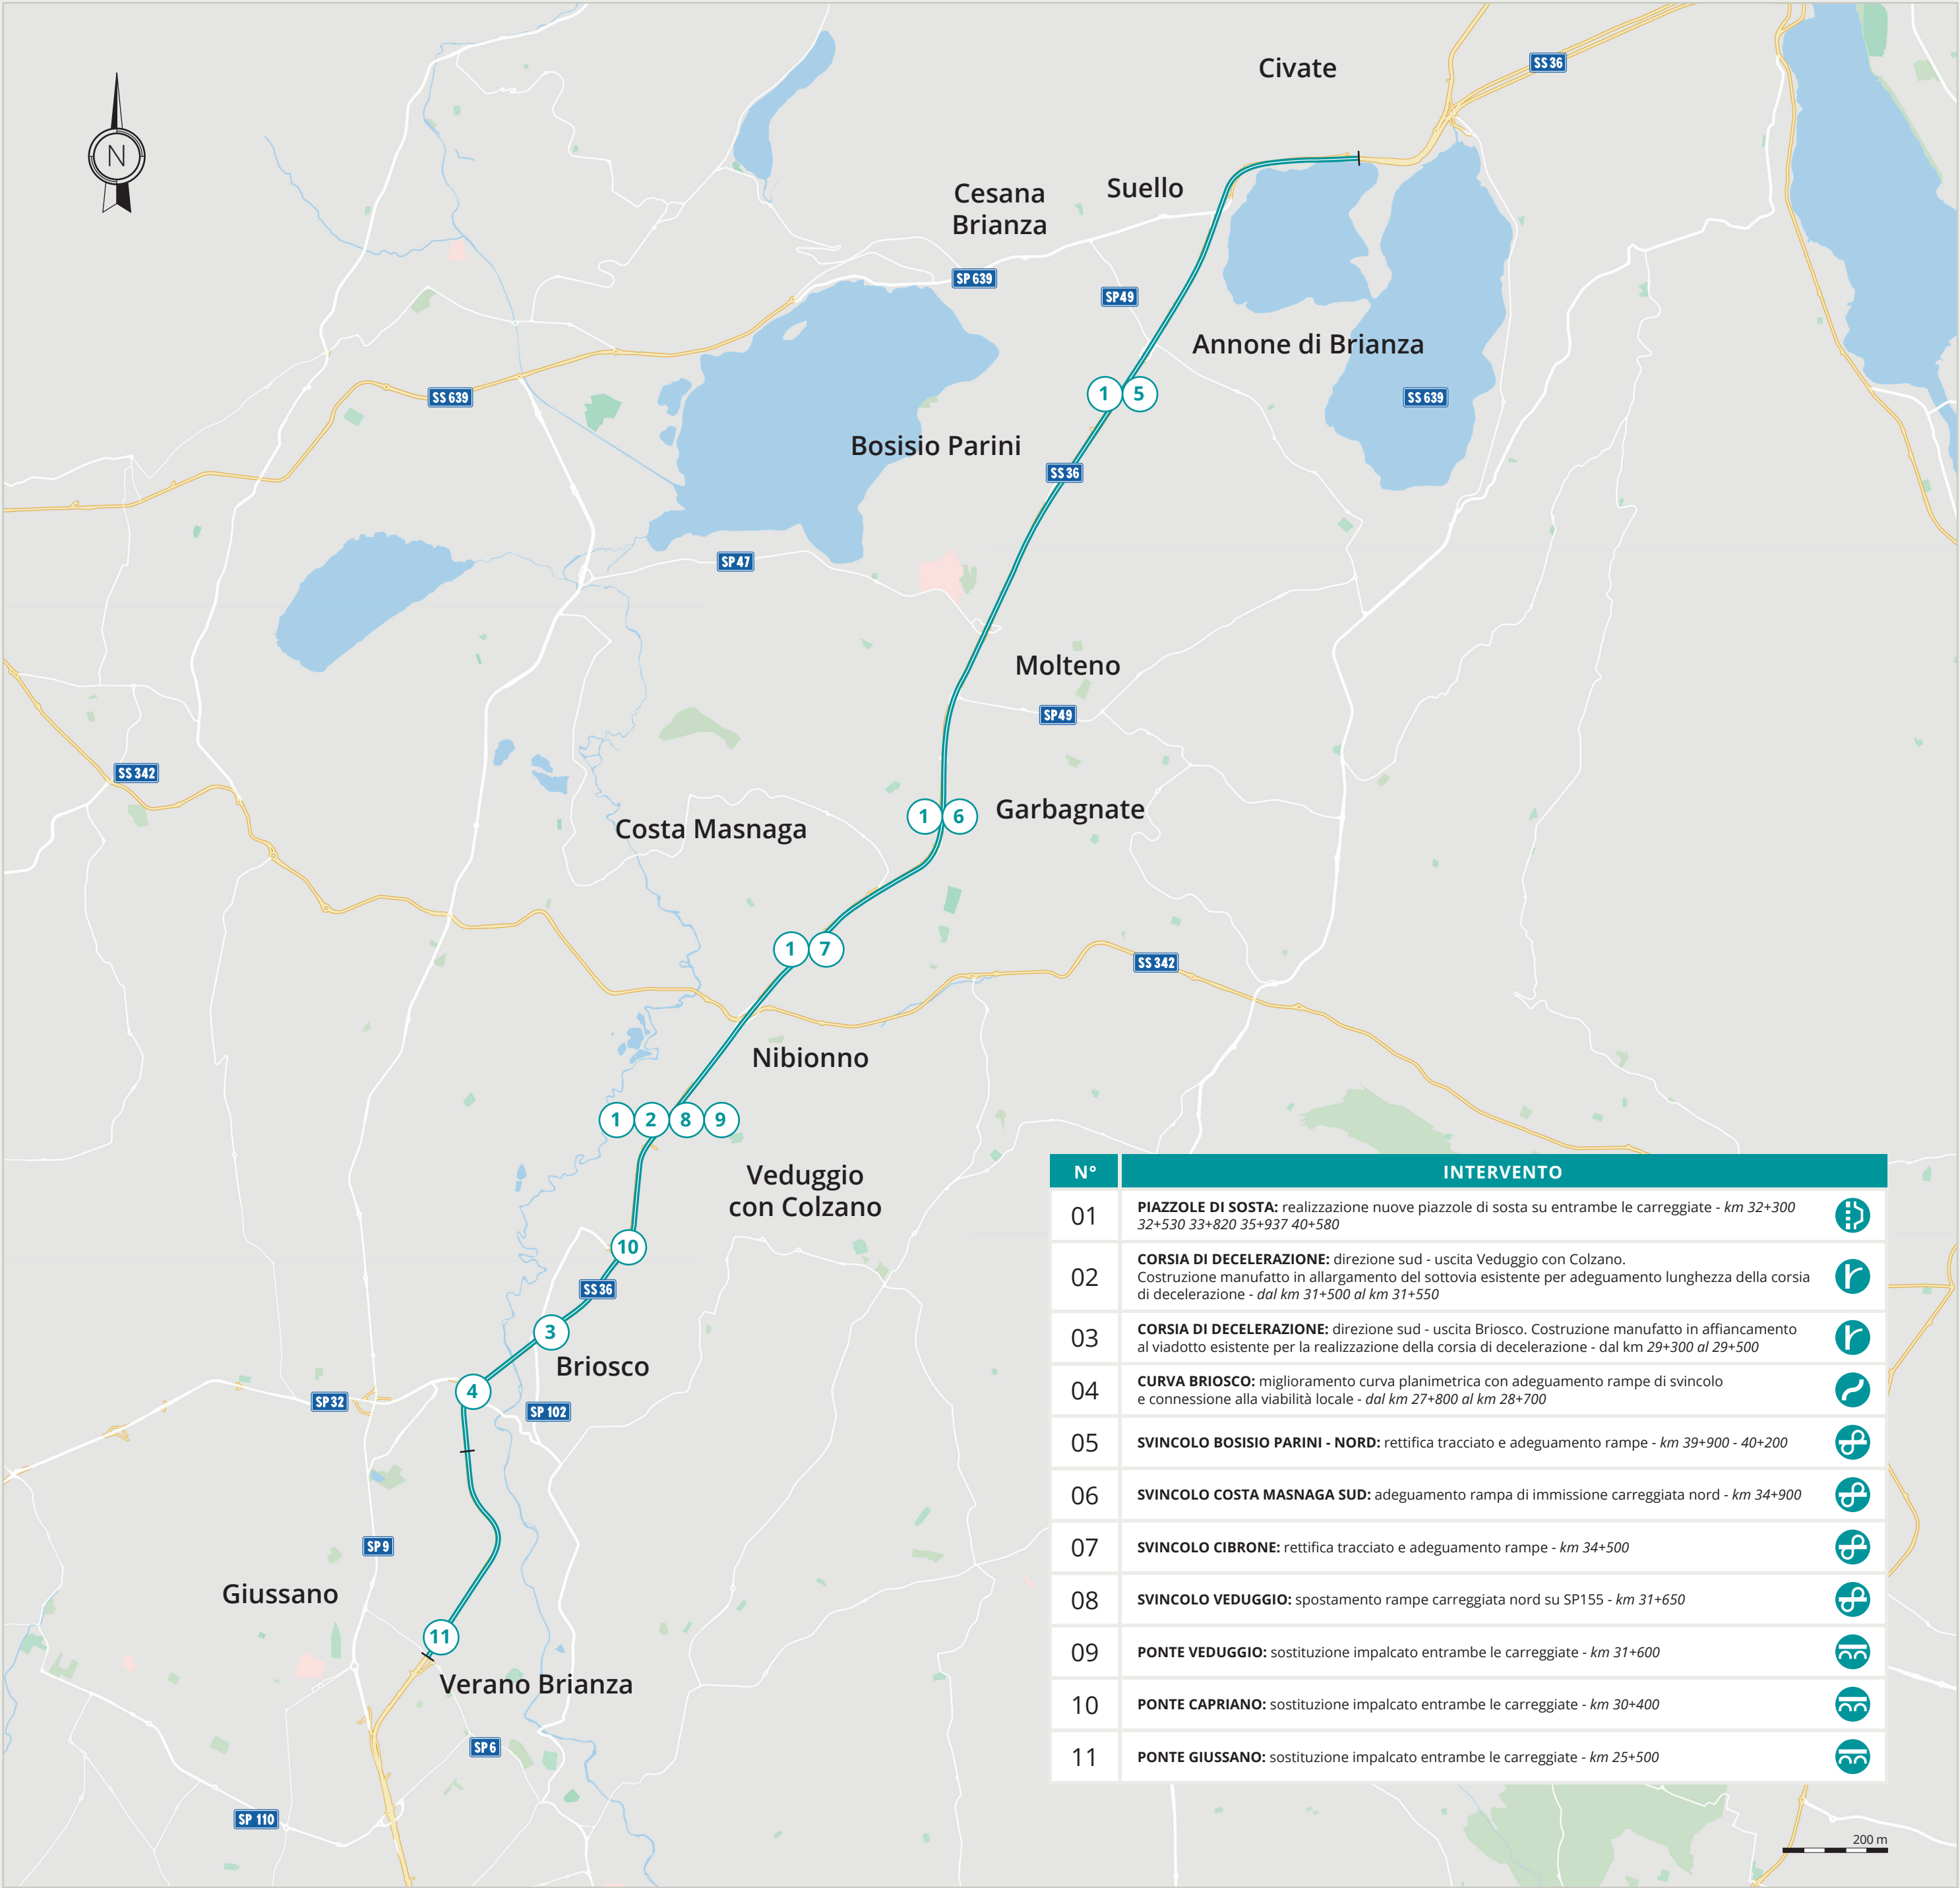 Civate
SS 36
N
Cesana
Brianza
Suello
SP 639
SP49
Annone di Brianza
SS 639
1 5
SS 639
Bosisio Parini
SS 36
SP 47
Molteno
SP49
SS 342
1 6
Garbagnate
Costa Masnaga
1 7
SS 342
Nibionno
1 2 8 9
Veduggio
con Colzano
10
SS 36
3
Briosco
4
SP32
SP 102
SP 9
Giussano
11
Verano Brianza
SP 6
SP 110
N° INTERVENTO
01 PIAZZOLE DI SOSTA: realizzazione nuove piazzole di sosta su entrambe le carreggiate - km 32+300
32+530 33+820 35+937 40+580
02 CORSIA DI DECELERAZIONE: direzione sud - uscita Veduggio con Colzano.
Costruzione manufatto in allargamento del sottovia esistente per adeguamento lunghezza della corsia
di decelerazione - dal km 31+500 al km 31+550
03 CORSIA DI DECELERAZIONE: direzione sud - uscita Briosco. Costruzione manufatto in affiancamento
al viadotto esistente per la realizzazione della corsia di decelerazione - dal km 29+300 al 29+500
04 CURVA BRIOSCO: miglioramento curva planimetrica con adeguamento rampe di svincolo
e connessione alla viabilità locale - dal km 27+800 al km 28+700
05 SVINCOLO BOSISIO PARINI - NORD: rettifica tracciato e adeguamento rampe - km 39+900 - 40+200
06 SVINCOLO COSTA MASNAGA SUD: adeguamento rampa di immissione carreggiata nord - km 34+900
07 SVINCOLO CIBRONE: rettifica tracciato e adeguamento rampe - km 34+500
08 SVINCOLO VEDUGGIO: spostamento rampe carreggiata nord su SP155 - km 31+650
09 PONTE VEDUGGIO: sostituzione impalcato entrambe le carreggiate - km 31+600
10 PONTE CAPRIANO: sostituzione impalcato entrambe le carreggiate - km 30+400
11 PONTE GIUSSANO: sostituzione impalcato entrambe le carreggiate - km 25+500
200 m